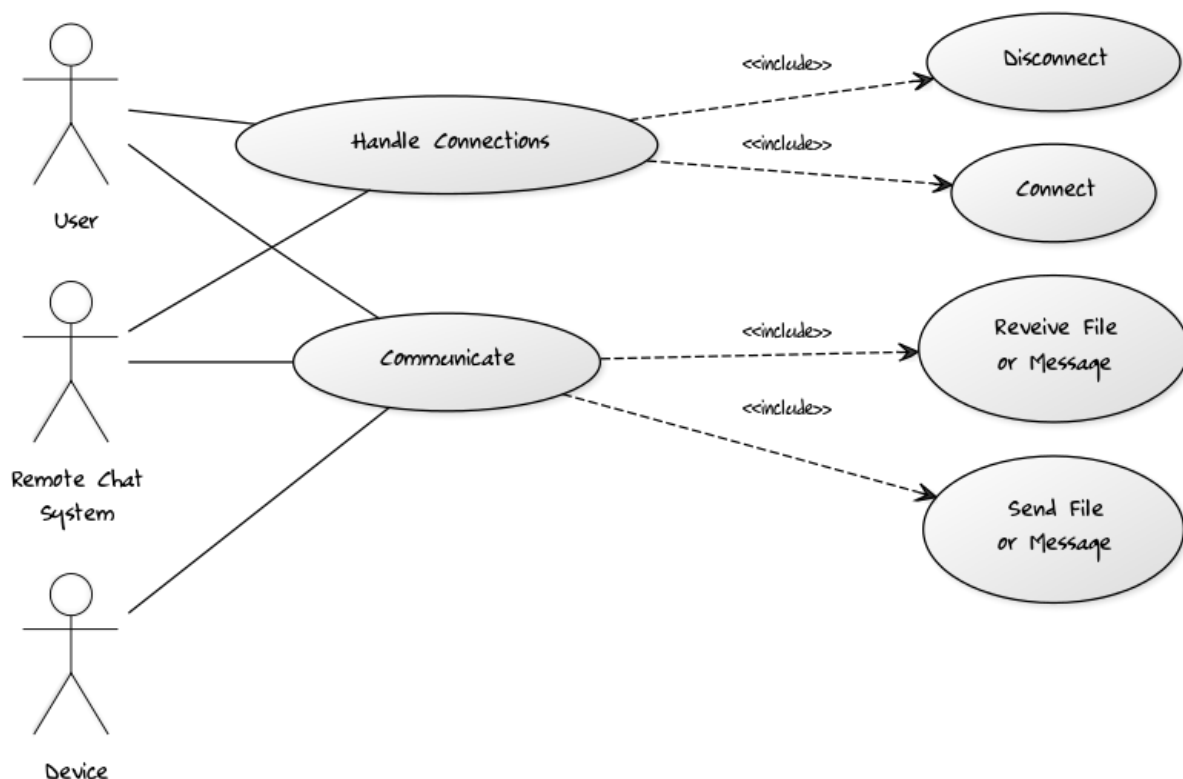 <<include>>
Disconnect
Handle Connections
<<include>>
Connect
User
<<include>>
Reveive File
or Message
Communicate
<<include>>
Remote Chat
System
Send File
or Message
Device